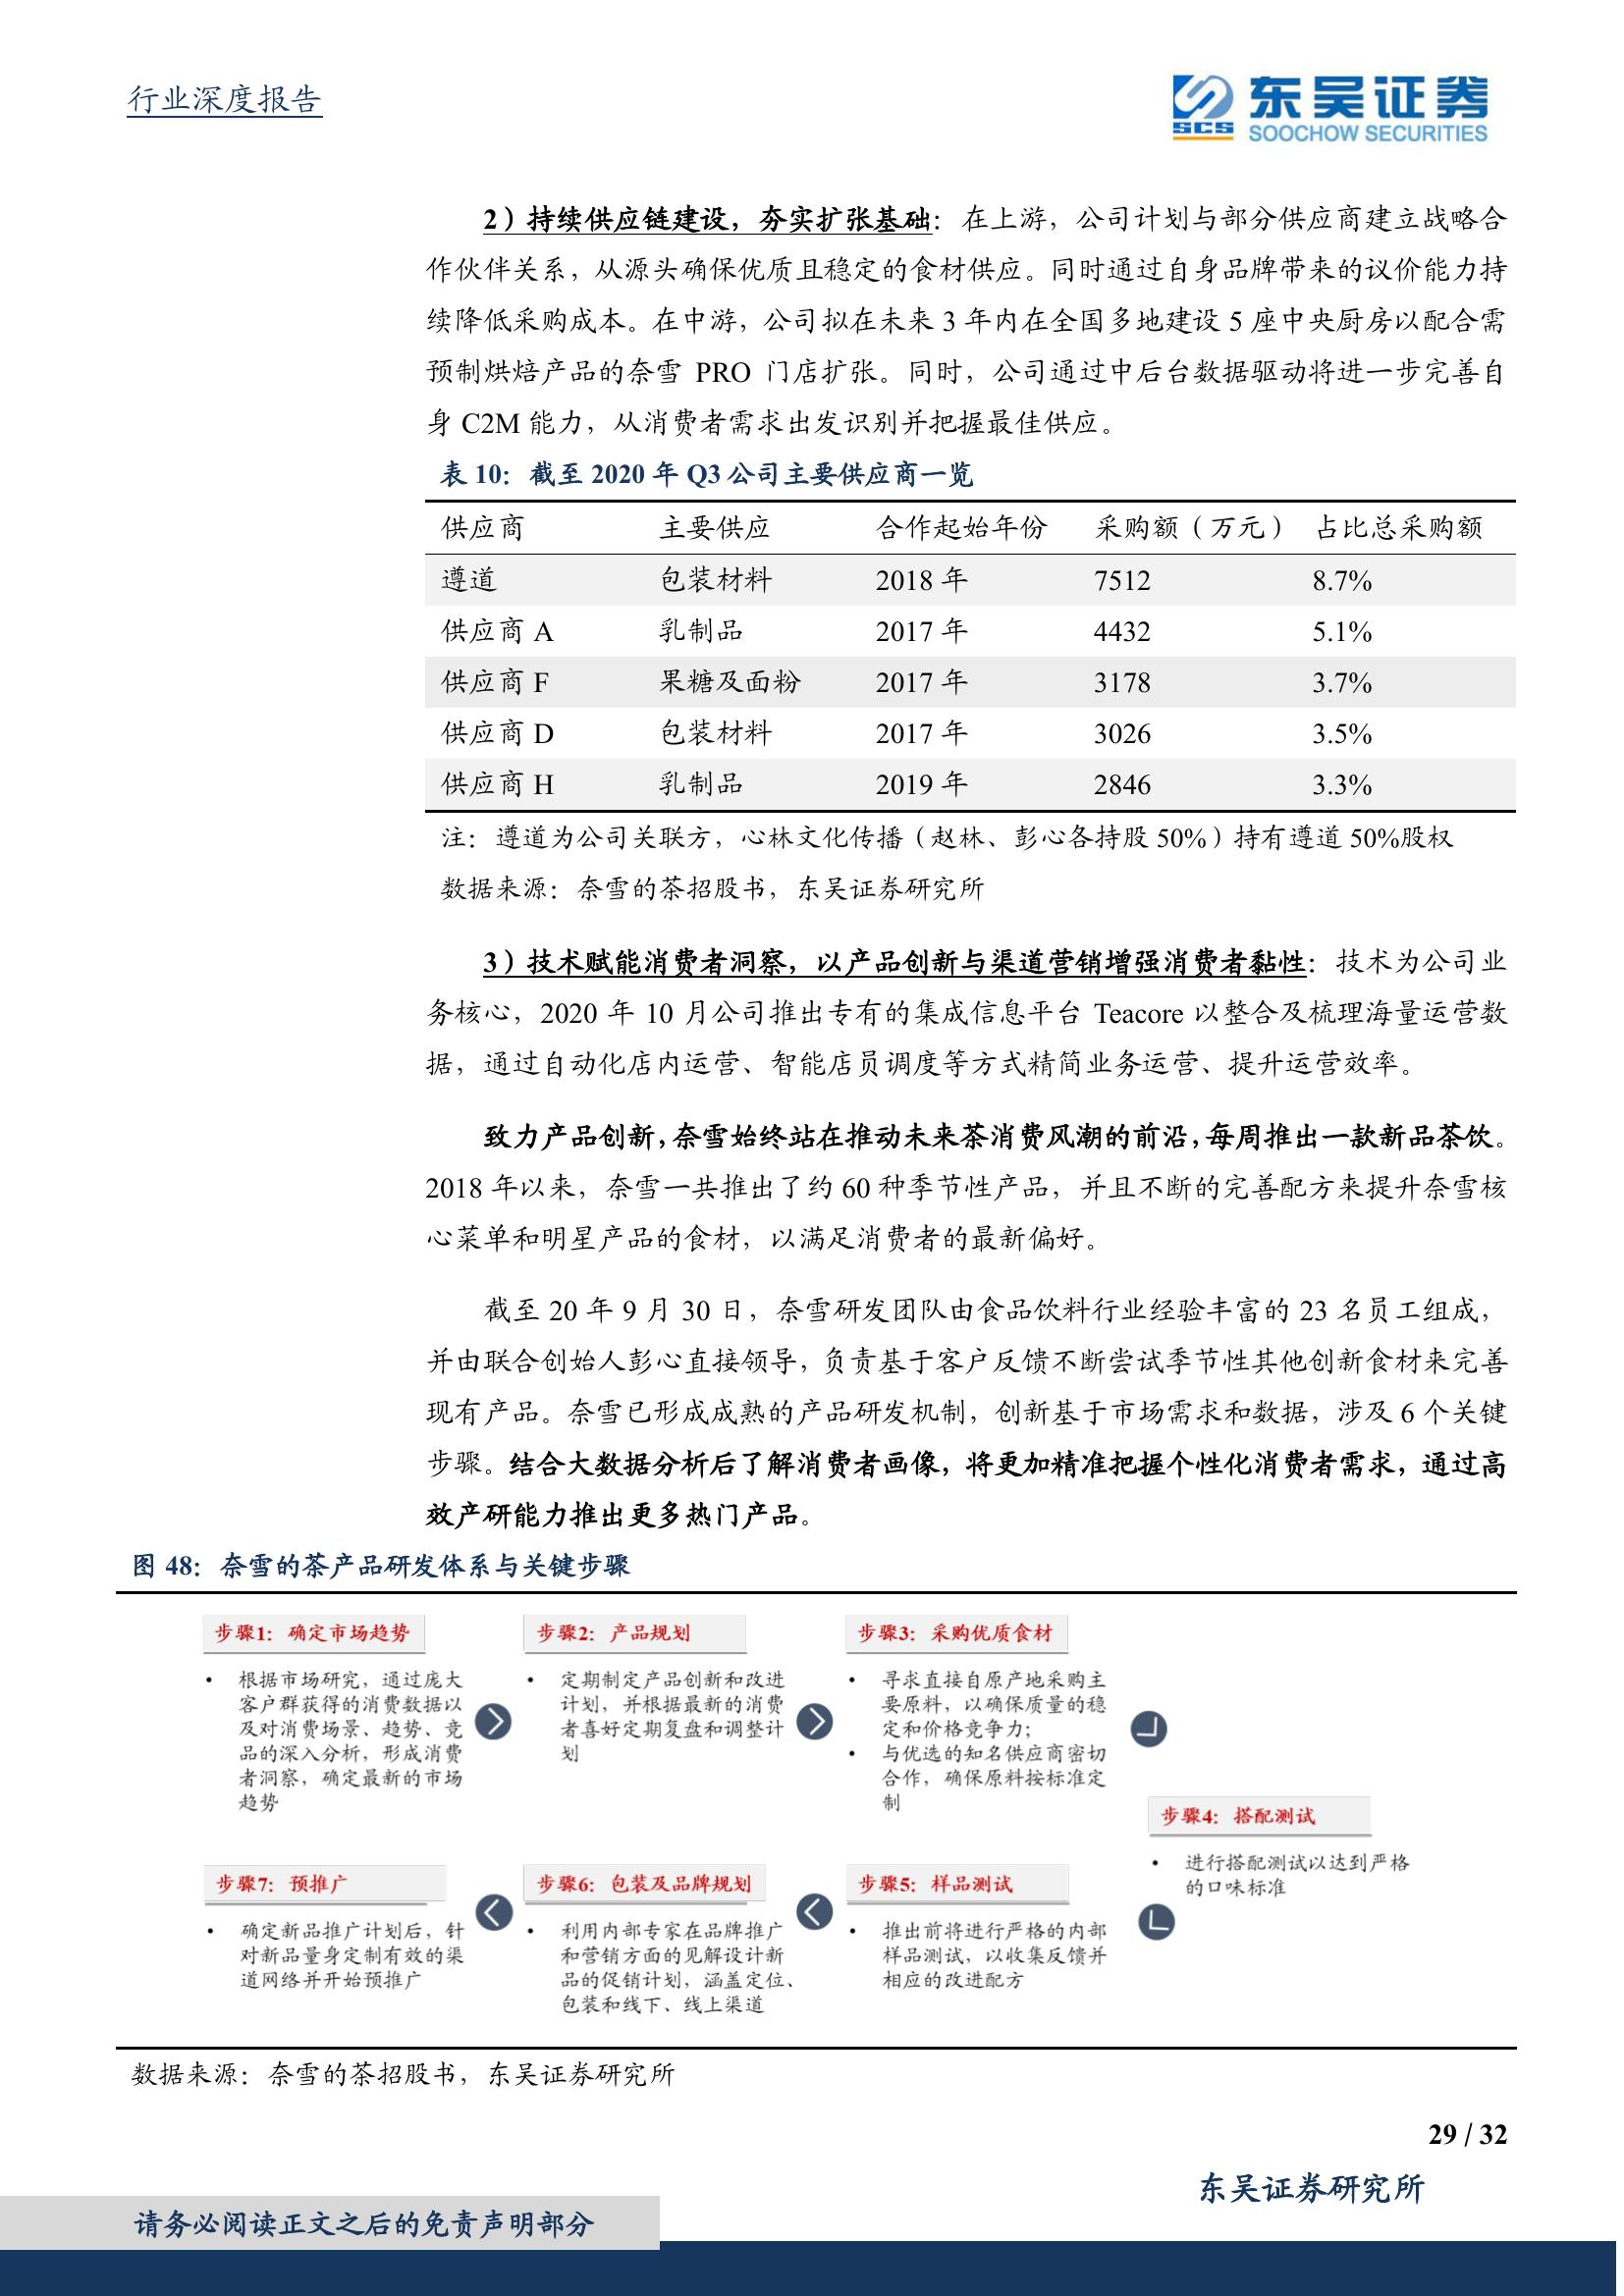 行业深度报告
SCS
东吴证券
SOOCHOW SECURITIES
2）持续供应链建设，夯实扩张基础：在上游，公司计划与部分供应商建立战略合
作伙伴关系，从源头确保优质且稳定的食材供应。同时通过自身品牌带来的议价能力持
续降低采购成本。在中游，公司拟在未来 3 年内在全国多地建设 5 座中央厨房以配合需
预制烘焙产品的奈雪 PRO 门店扩张。同时，公司通过中后台数据驱动将进一步完善自
身 C2M 能力，从消费者需求出发识别并把握最佳供应。
表 10：截至 2020 年 Q3 公司主要供应商一览
供应商 主要供应 合作起始年份 采购额（万元） 占比总采购额
遵道 包装材料 2018 年 7512 8.7%
供应商 A 乳制品 2017 年 4432 5.1%
供应商 F 果糖及面粉 2017 年 3178 3.7%
供应商 D 包装材料 2017 年 3026 3.5%
供应商 H 乳制品 2019 年 2846 3.3%
注：遵道为公司关联方，心林文化传播（赵林、彭心各持股 50%）持有遵道 50%股权
数据来源：奈雪的茶招股书，东吴证券研究所
3）技术赋能消费者洞察，以产品创新与渠道营销增强消费者黏性：技术为公司业
务核心，2020 年 10 月公司推出专有的集成信息平台 Teacore 以整合及梳理海量运营数
据，通过自动化店内运营、智能店员调度等方式精简业务运营、提升运营效率。
致力产品创新，奈雪始终站在推动未来茶消费风潮的前沿，每周推出一款新品茶饮。
2018 年以来，奈雪一共推出了约 60 种季节性产品，并且不断的完善配方来提升奈雪核
心菜单和明星产品的食材，以满足消费者的最新偏好。
截至 20 年 9 月 30 日，奈雪研发团队由食品饮料行业经验丰富的 23 名员工组成，
并由联合创始人彭心直接领导，负责基于客户反馈不断尝试季节性其他创新食材来完善
现有产品。奈雪已形成成熟的产品研发机制，创新基于市场需求和数据，涉及 6 个关键
步骤。结合大数据分析后了解消费者画像，将更加精准把握个性化消费者需求，通过高
效产研能力推出更多热门产品。
图 48：奈雪的茶产品研发体系与关键步骤
步骤1：确定市场趋势
• 根据市场研究，通过庞大
客户群获得的消费数据以
及对消费场景、趋势、竞
品的深入分析，形成消费
者洞察，确定最新的市场
趋势
步骤2：产品规划
• 定期制定产品创新和改进
计划，并根据最新的消费
者喜好定期复盘和调整计
划
步骤3：采购优质食材
• 寻求直接自原产地采购主
要原料，以确保质量的稳
定和价格竞争力；
• 与优选的知名供应商密切
合作，确保原料按标准定
制
步骤4：搭配测试
• 进行搭配测试以达到严格
的口味标准
步骤5：样品测试
• 推出前将进行严格的内部
样品测试，以收集反馈并
相应的改进配方
步骤6：包装及品牌规划
• 利用内部专家在品牌推广
和营销方面的见解设计新
品的促销计划，涵盖定位、
包装和线下、线上渠道
步骤7：预推广
• 确定新品推广计划后，针
对新品量身定制有效的渠
道网络并开始预推广
数据来源：奈雪的茶招股书，东吴证券研究所
29 / 32
东吴证券研究所
请务必阅读正文之后的免责声明部分